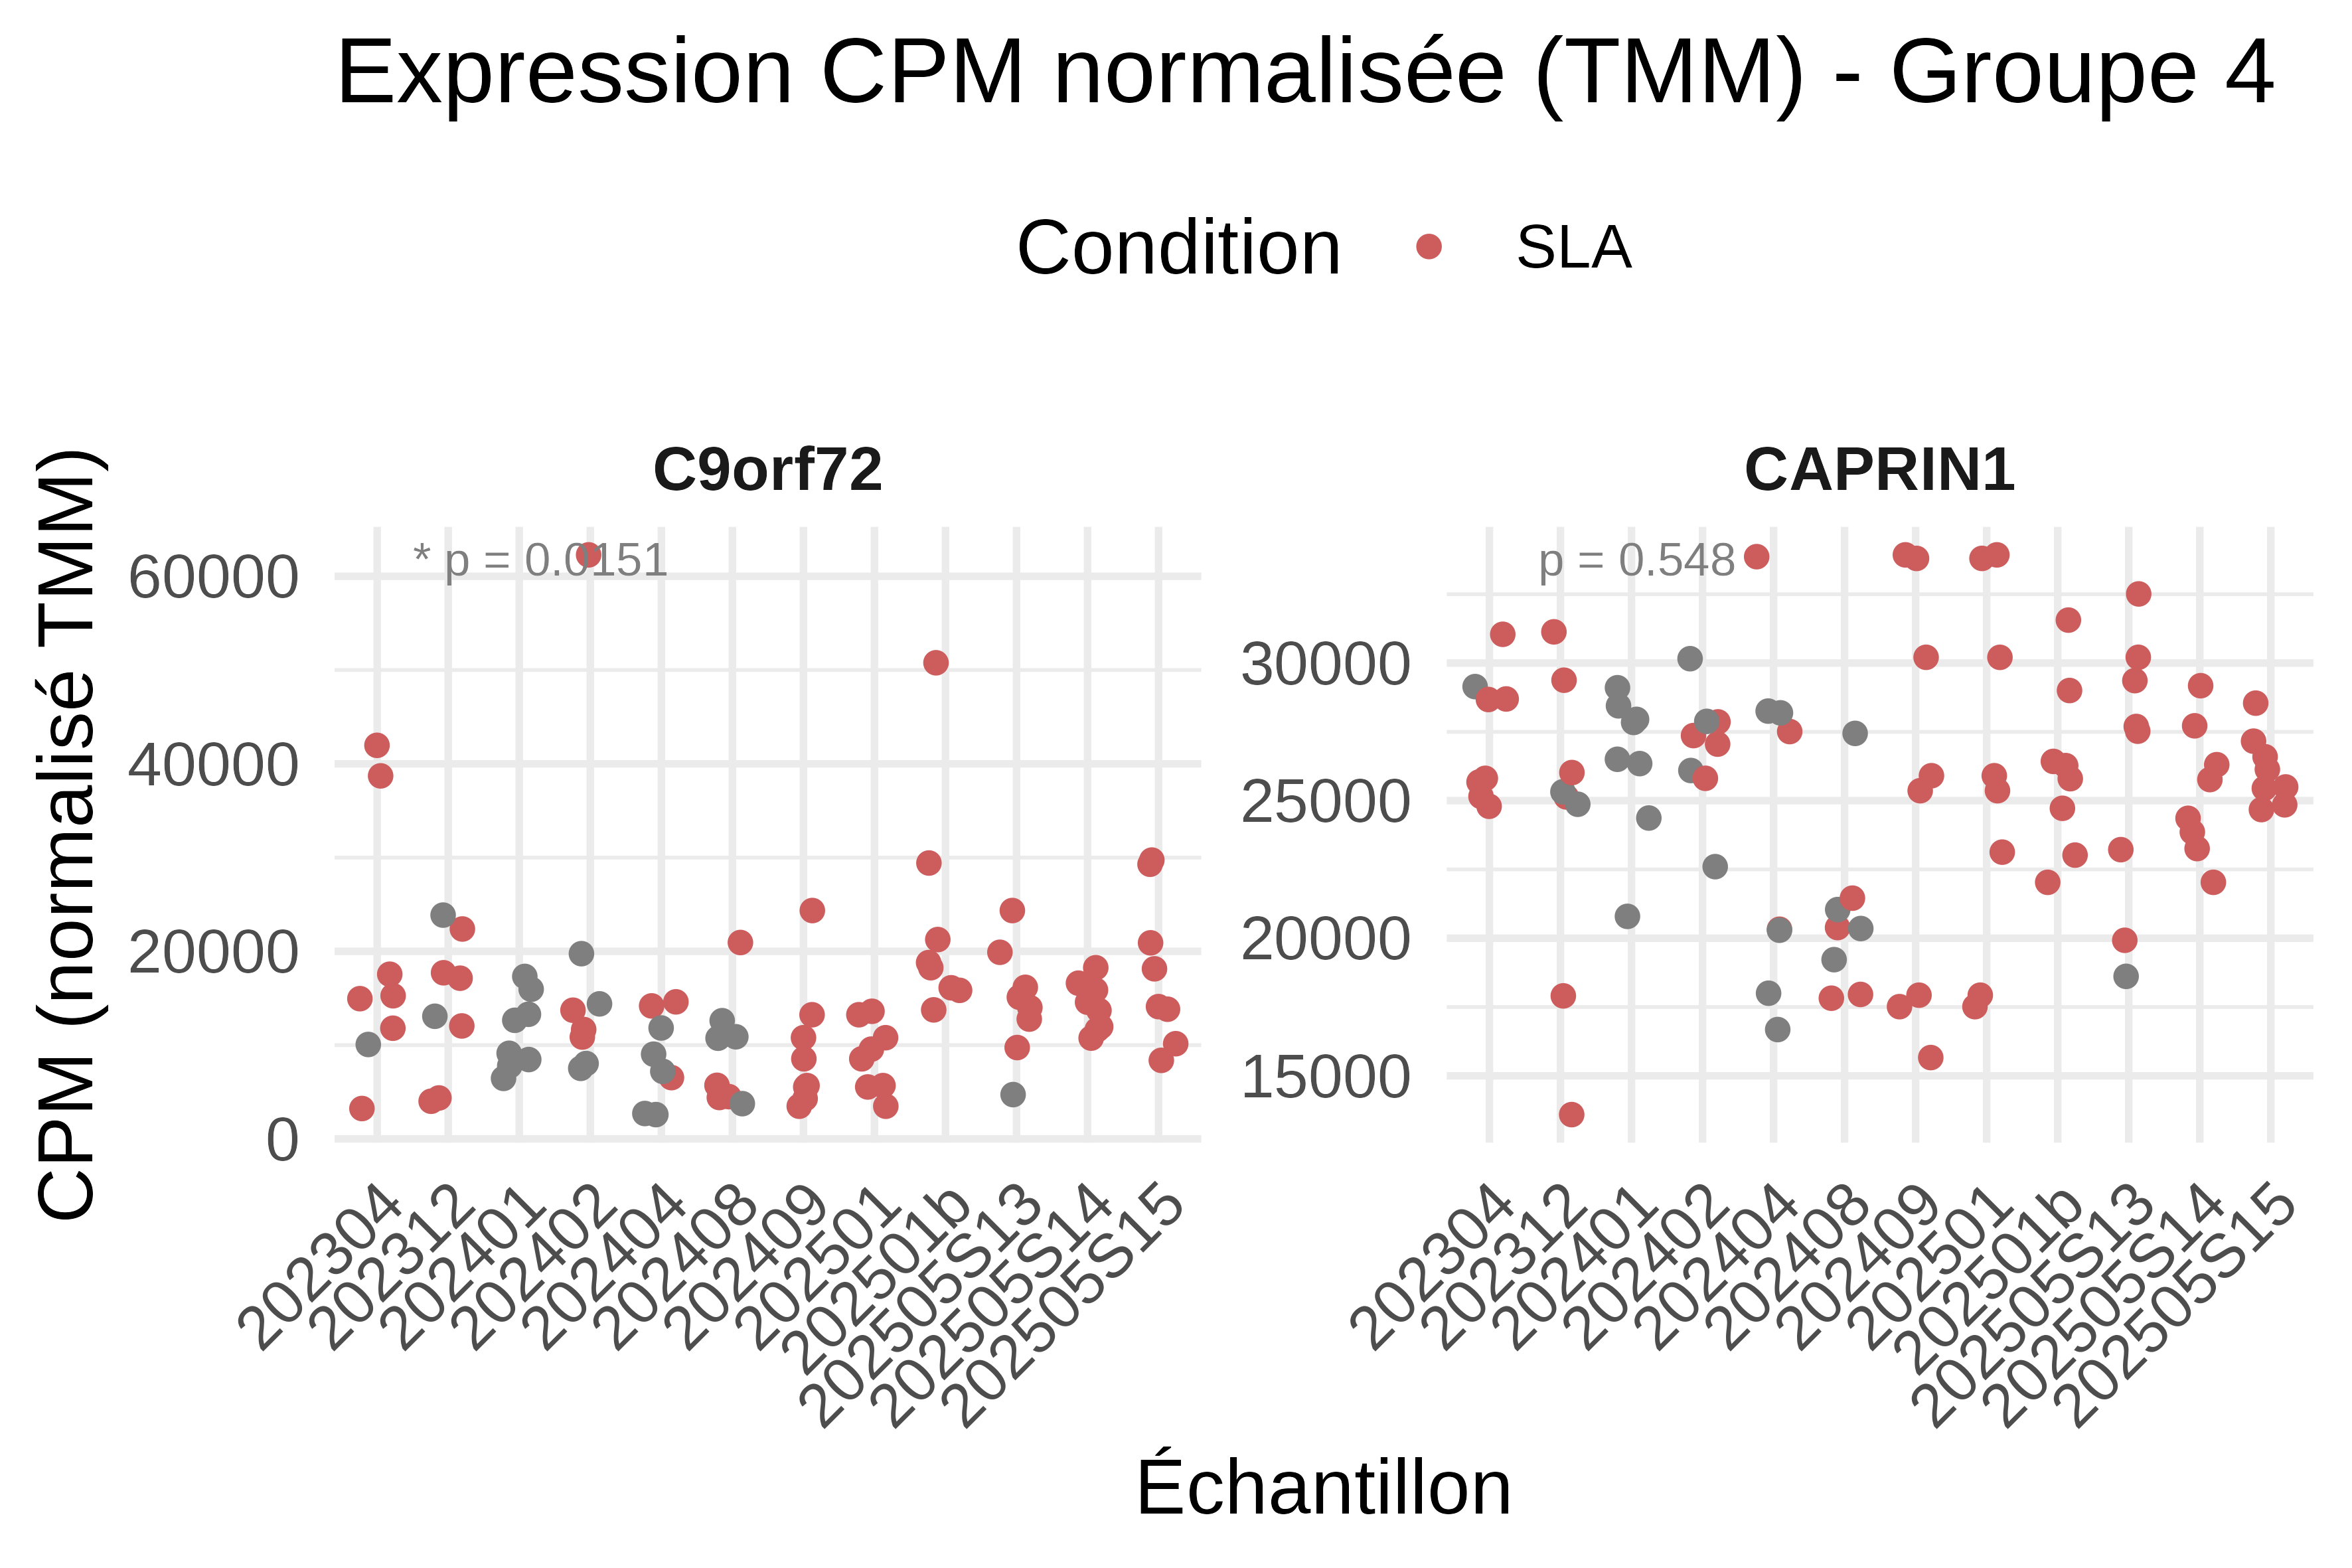 Expression CPM normalisée (TMM) - Groupe 4
Condition SLA
C9orf72
CAPRIN1
CPM (normalisé TMM)
* p = 0.0151
p = 0.548
60000
40000
20000
0
30000
25000
20000
15000
202304
202312
202401
202402
202404
202408
202409
202501
202501b
202505S13
202505S14
202505S15
202304
202312
202401
202402
202404
202408
202409
202501
202501b
202505S13
202505S14
202505S15
Échantillon